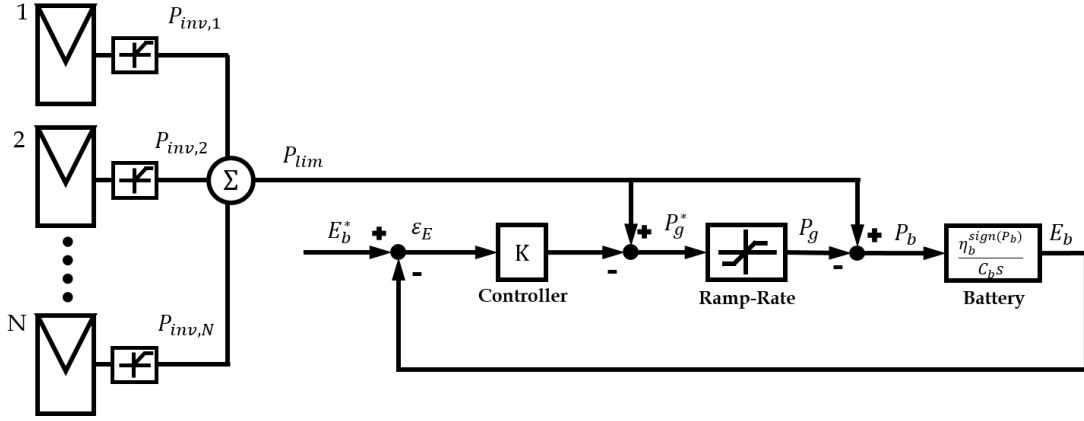 1
P_{inv,1}
2
P_{inv,2}
Σ
P_{lim}
N
P_{inv,N}
E_b^*
+
-
ε_E
K
Controller
+
-
P_g^*
Ramp-Rate
P_g
+
-
P_b
η_b^{sign(P_b)}
C_b s
Battery
E_b